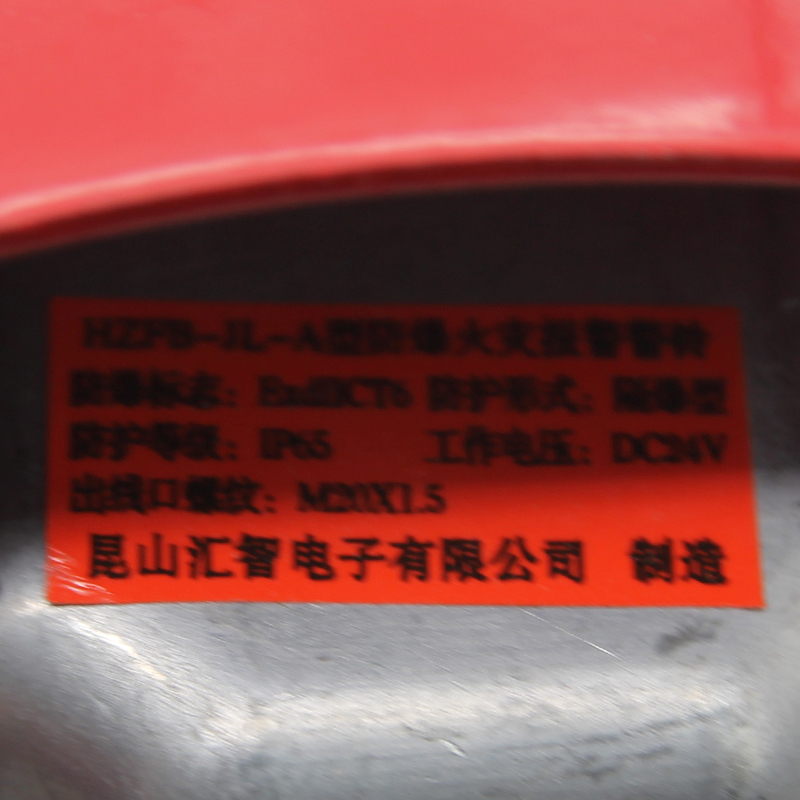 HZFB-JL-A型防爆火灾报警警铃
防爆标志：ExdIICT6 防护形式：隔爆型
防护等级：IP65 工作电压：DC24V
出线口螺纹：M20X1.5
昆山汇智电子有限公司 制造